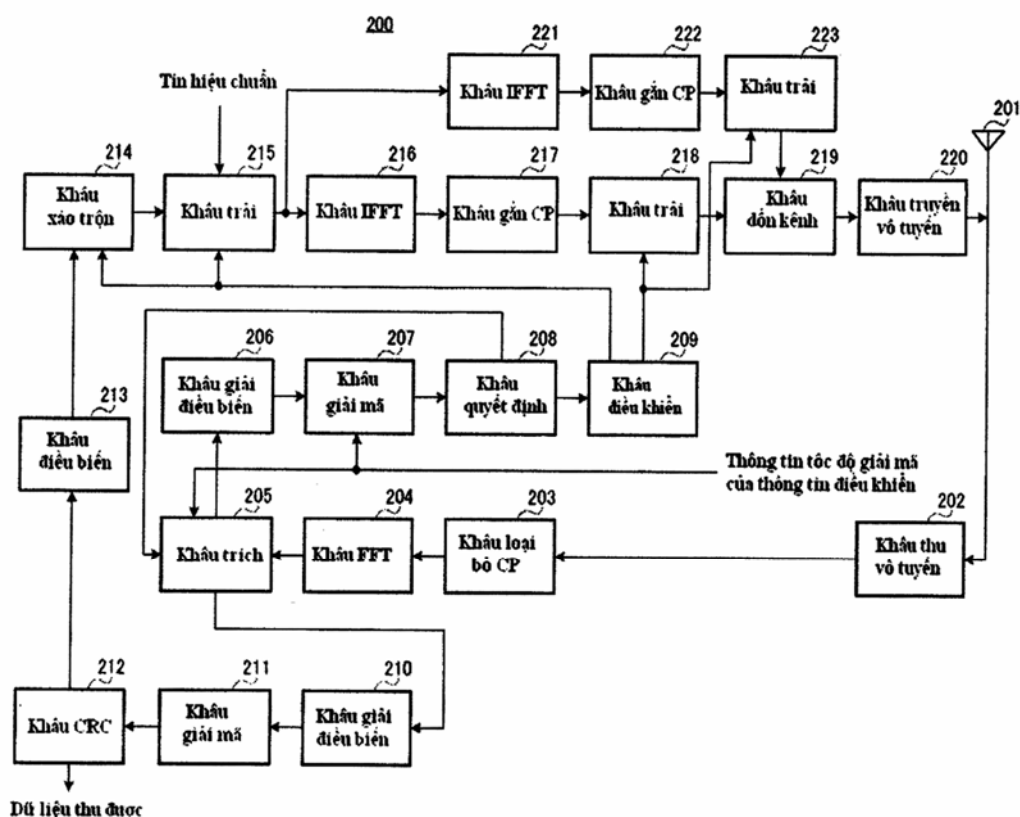 200
221
222
223
Khâu IFFT
Khâu gắn CP
Khâu trải
Tín hiệu chuẩn
201
214
215
216
217
218
219
220
Khâu
xáo trộn
Khâu trải
Khâu IFFT
Khâu gắn CP
Khâu trải
Khâu
dồn kênh
Khâu truyền
vô tuyến
206
207
208
209
Khâu giải
điều biến
Khâu
giải mã
Khâu
quyết định
Khâu
điều khiển
213
Khâu
điều biến
Thông tin tốc độ giải mã
của thông tin điều khiển
205
204
203
202
Khâu trích
Khâu FFT
Khâu loại
bỏ CP
Khâu thu
vô tuyến
212
211
210
Khâu CRC
Khâu
giải mã
Khâu giải
điều biến
Dữ liệu thu được